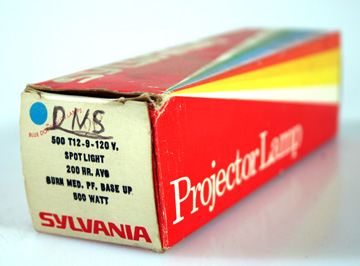 DMS
BLUE DO
500 T12-9-120 V.
SPOTLIGHT
200 HR. AVG
BURN MED. PF. BASE UP
500 WATT
SYLVANIA
Projector Lamp